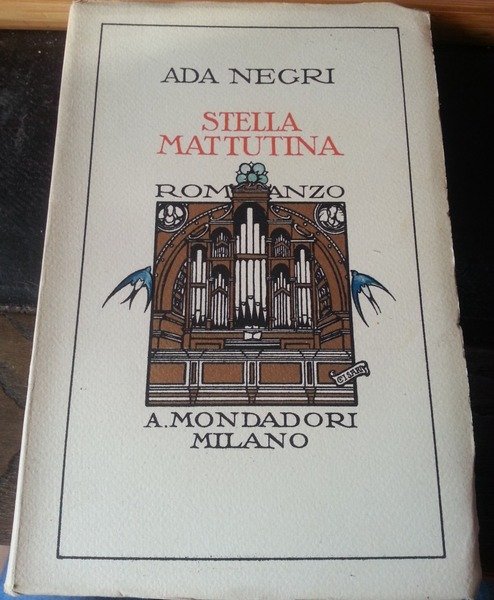 ADA NEGRI
STELLA
MATTUTINA
ROMANZO
A. MONDADORI
MILANO